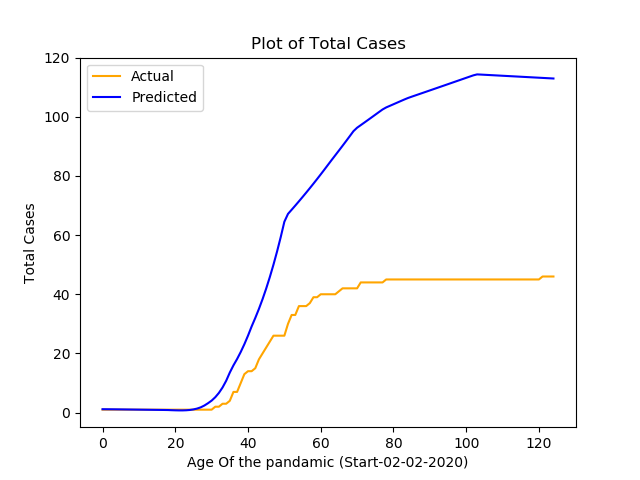 Plot of Total Cases
Actual
Predicted
Total Cases
120
100
80
60
40
20
0
0 20 40 60 80 100 120
Age Of the pandamic (Start-02-02-2020)